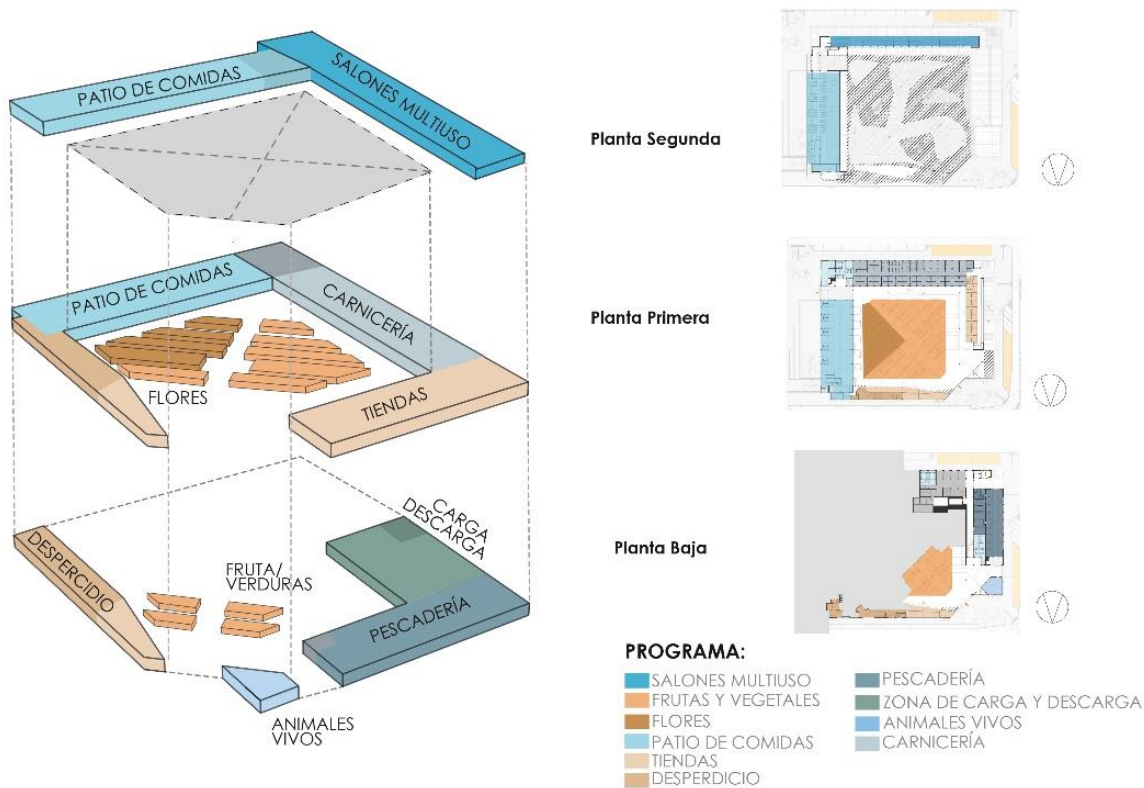 PATIO DE COMIDAS
SALONES MULTIUSO
PATIO DE COMIDAS
CARNICERÍA
FLORES
TIENDAS
CARGA
DESCARGA
DESPERCIDIO
FRUTA/
VERDURAS
PESCADERÍA
ANIMALES
VIVOS
Planta Segunda
Planta Primera
Planta Baja
PROGRAMA:
SALONES MULTIUSO
FRUTAS Y VEGETALES
FLORES
PATIO DE COMIDAS
TIENDAS
DESPERDICIO
PESCADERÍA
ZONA DE CARGA Y DESCARGA
ANIMALES VIVOS
CARNICERÍA